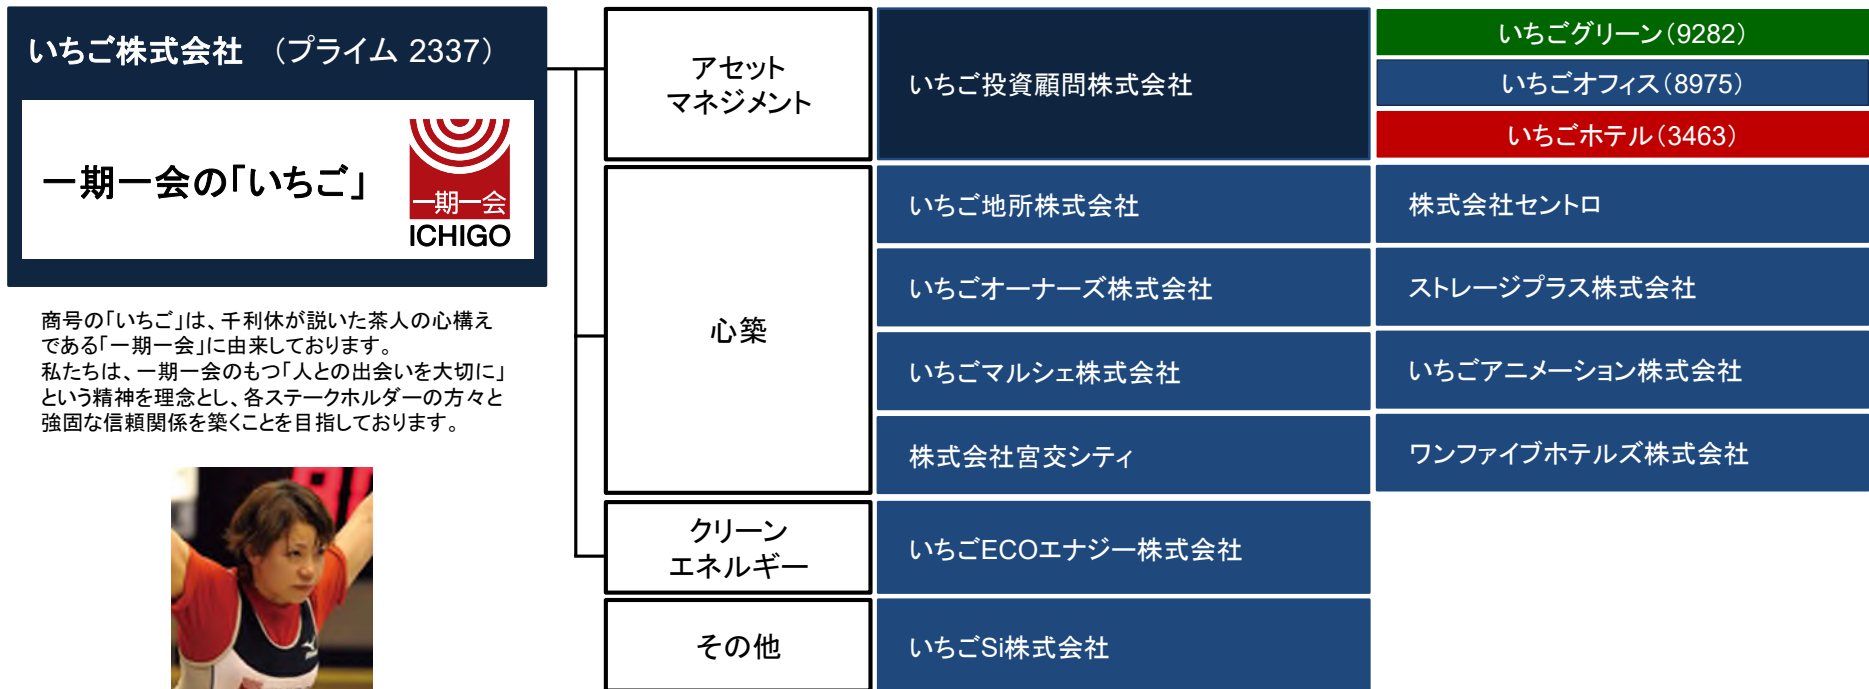 いちご株式会社 （プライム 2337）
一期一会の「いちご」
一期一会
ICHIGO
商号の「いちご」は、千利休が説いた茶人の心構え
である「一期一会」に由来しております。
私たちは、一期一会のもつ「人との出会いを大切に」
という精神を理念とし、各ステークホルダーの方々と
強固な信頼関係を築くことを目指しております。
アセット
マネジメント
いちご投資顧問株式会社
いちごグリーン（9282）
いちごオフィス（8975）
いちごホテル（3463）
心築
いちご地所株式会社
株式会社セントロ
いちごオーナーズ株式会社
ストレージプラス株式会社
いちごマルシェ株式会社
いちごアニメーション株式会社
株式会社宮交シティ
ワンファイブホテルズ株式会社
クリーン
エネルギー
いちごECOエナジー株式会社
その他
いちごSi株式会社